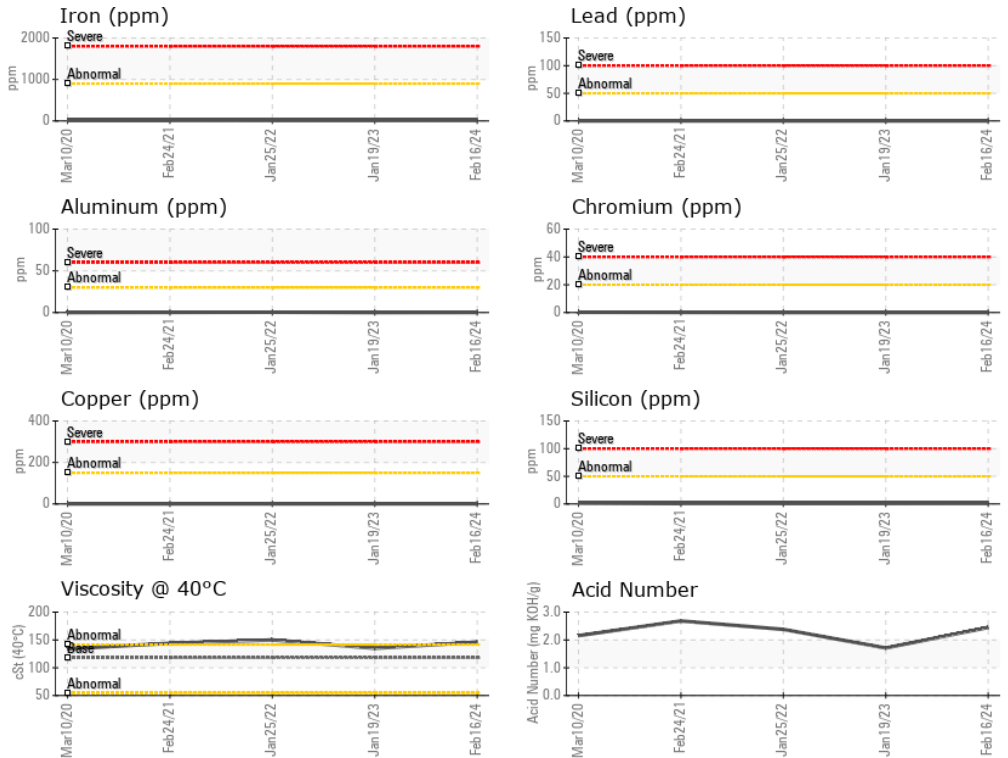 Iron (ppm)
2000
1000
0
ppm
Severe
Abnormal
Mar10/20
Feb24/21
Jan25/22
Jan19/23
Feb16/24
Lead (ppm)
150
100
50
0
ppm
Severe
Abnormal
Mar10/20
Feb24/21
Jan25/22
Jan19/23
Feb16/24
Aluminum (ppm)
100
50
0
ppm
Severe
Abnormal
Mar10/20
Feb24/21
Jan25/22
Jan19/23
Feb16/24
Chromium (ppm)
60
40
20
0
ppm
Severe
Abnormal
Mar10/20
Feb24/21
Jan25/22
Jan19/23
Feb16/24
Copper (ppm)
400
200
0
ppm
Severe
Abnormal
Mar10/20
Feb24/21
Jan25/22
Jan19/23
Feb16/24
Silicon (ppm)
150
100
50
0
ppm
Severe
Abnormal
Mar10/20
Feb24/21
Jan25/22
Jan19/23
Feb16/24
Viscosity @ 40°C
200
150
100
50
cSt (40°C)
Abnormal
Base
Abnormal
Mar10/20
Feb24/21
Jan25/22
Jan19/23
Feb16/24
Acid Number
3.0
2.0
1.0
0.0
Acid Number (mg KOH/g)
Mar10/20
Feb24/21
Jan25/22
Jan19/23
Feb16/24